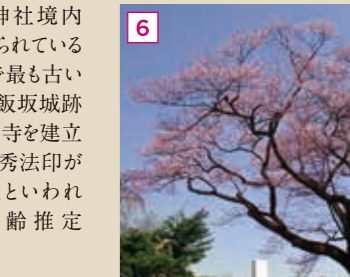 神社境内
られている
で最も古い
飯坂城跡
寺を建立
秀法印が
といわれ
齢推定
6